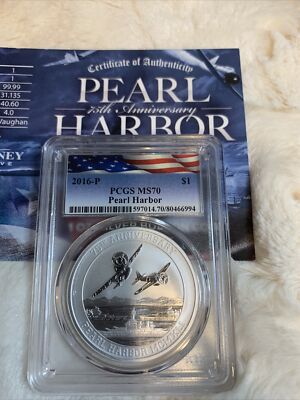 Certificate of Authenticity
PEARL
75th Anniversary
HARBOR
1
1
99.99
31.135
40.60
4.0
Vaughan
NEY
2016-P $1
PCGS MS70
Pearl Harbor
597014.70/80466994
75TH ANNIVERSARY
PEARL HARBOR